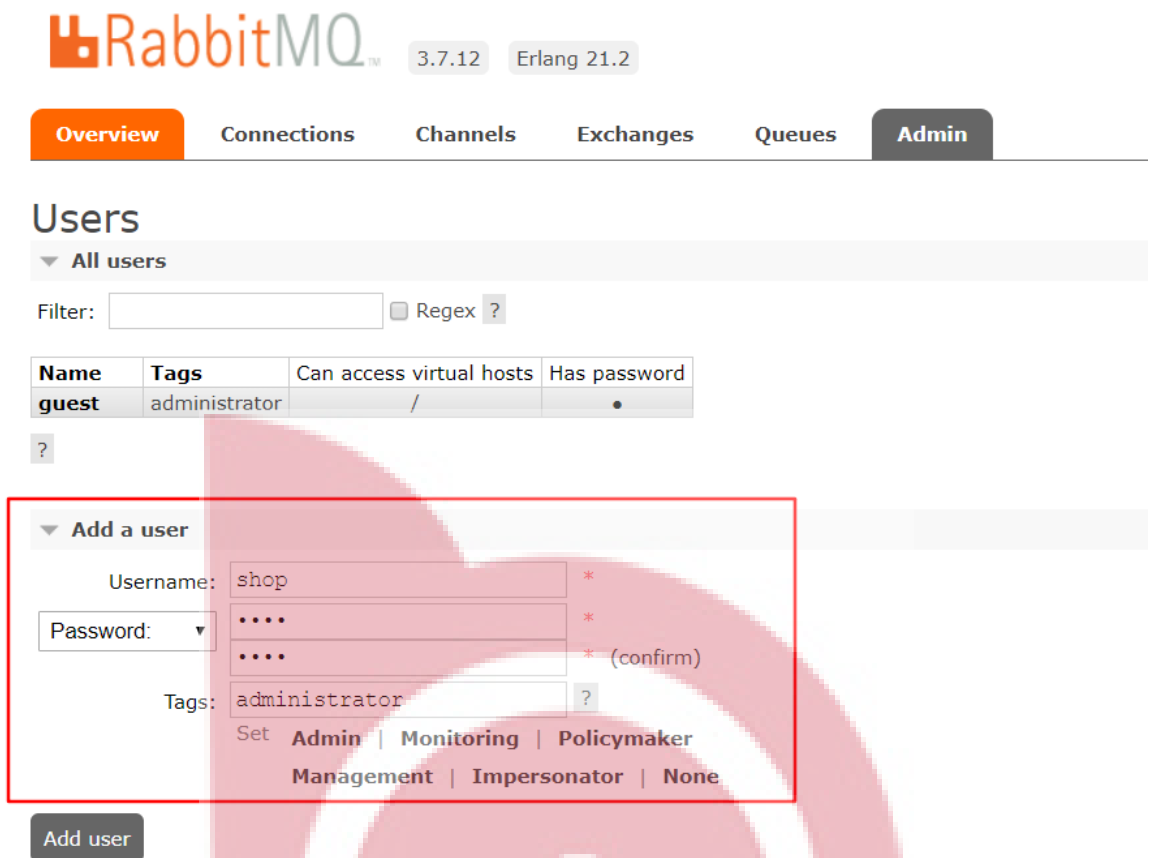 RabbitMQ™ 3.7.12 Erlang 21.2
Overview Connections Channels Exchanges Queues Admin
Users
All users
Filter: Regex ?
Name Tags Can access virtual hosts Has password
guest administrator / ●
?
Add a user
Username: shop *
Password: •••• *
•••• * (confirm)
Tags: administrator ?
Set Admin | Monitoring | Policymaker
Management | Impersonator | None
Add user